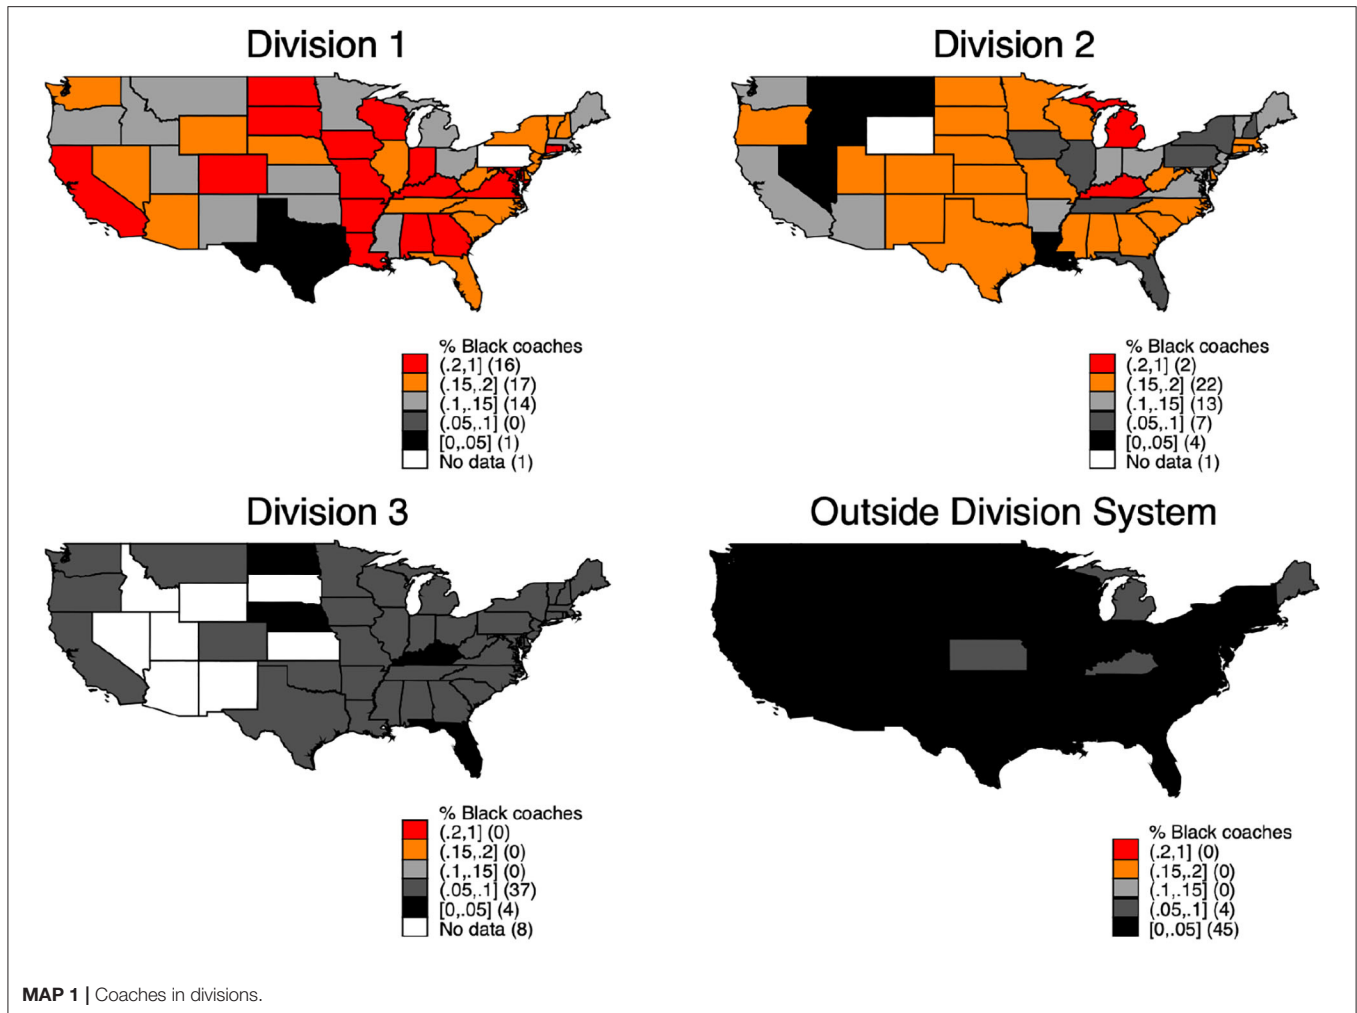 Division 1
% Black coaches
(.2,1] (16)
(.15,.2] (17)
(.1,.15] (14)
(.05,.1] (0)
[0,.05] (1)
No data (1)
Division 2
% Black coaches
(.2,1] (2)
(.15,.2] (22)
(.1,.15] (13)
(.05,.1] (7)
[0,.05] (4)
No data (1)
Division 3
% Black coaches
(.2,1] (0)
(.15,.2] (0)
(.1,.15] (0)
(.05,.1] (37)
[0,.05] (4)
No data (8)
Outside Division System
% Black coaches
(.2,1] (0)
(.15,.2] (0)
(.1,.15] (0)
(.05,.1] (4)
[0,.05] (45)
MAP 1 | Coaches in divisions.